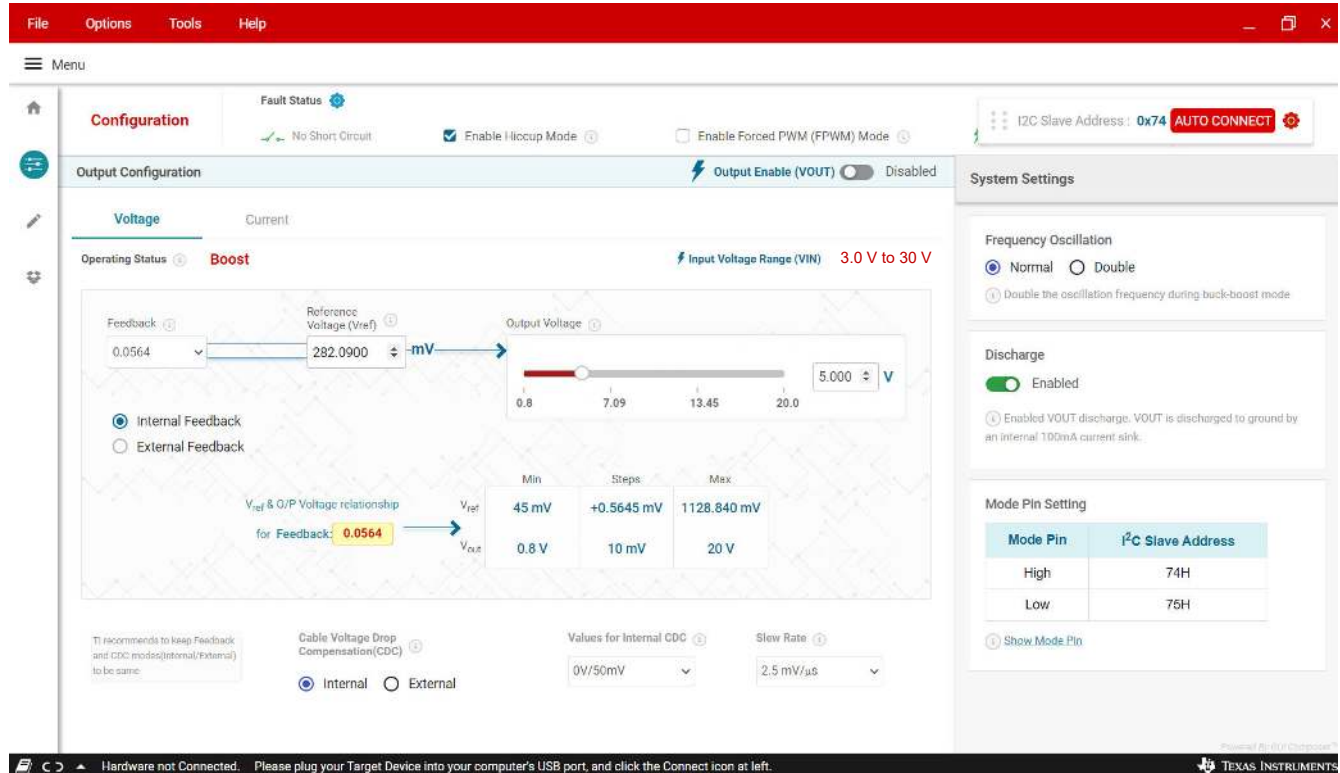 File Options Tools Help
Menu
Configuration
Fault Status
No Short Circuit
Enable Hiccup Mode
Enable Forced PWM (FPWM) Mode
I2C Slave Address : 0x74 AUTO CONNECT
Output Configuration
Output Enable (VOUT) Disabled
System Settings
Voltage Current
Operating Status Boost
Input Voltage Range (VIN) 3.0 V to 30 V
Frequency Oscillation
Normal Double
Double the oscillation frequency during buck-boost mode
Feedback
0.0564
Reference
Voltage (Vref)
282.0900 mV
Output Voltage
5.000 V
0.8 7.09 13.45 20.0
Internal Feedback
External Feedback
Discharge
Enabled
Enabled VOUT discharge. VOUT is discharged to ground by
an internal 100mA current sink.
Vref & O/P Voltage relationship
for Feedback: 0.0564
Min Steps Max
Vref 45 mV +0.5645 mV 1128.840 mV
Vout 0.8 V 10 mV 20 V
Mode Pin Setting
Mode Pin I2C Slave Address
High 74H
Low 75H
Show Mode Pin
TI recommends to keep Feedback
and CDC modes(Internal/External)
to be same
Cable Voltage Drop
Compensation(CDC)
Internal External
Values for Internal CDC
0V/50mV
Slew Rate
2.5 mV/µs
Powered By GUI Composer™
Hardware not Connected. Please plug your Target Device into your computer's USB port, and click the Connect icon at left.
TEXAS INSTRUMENTS